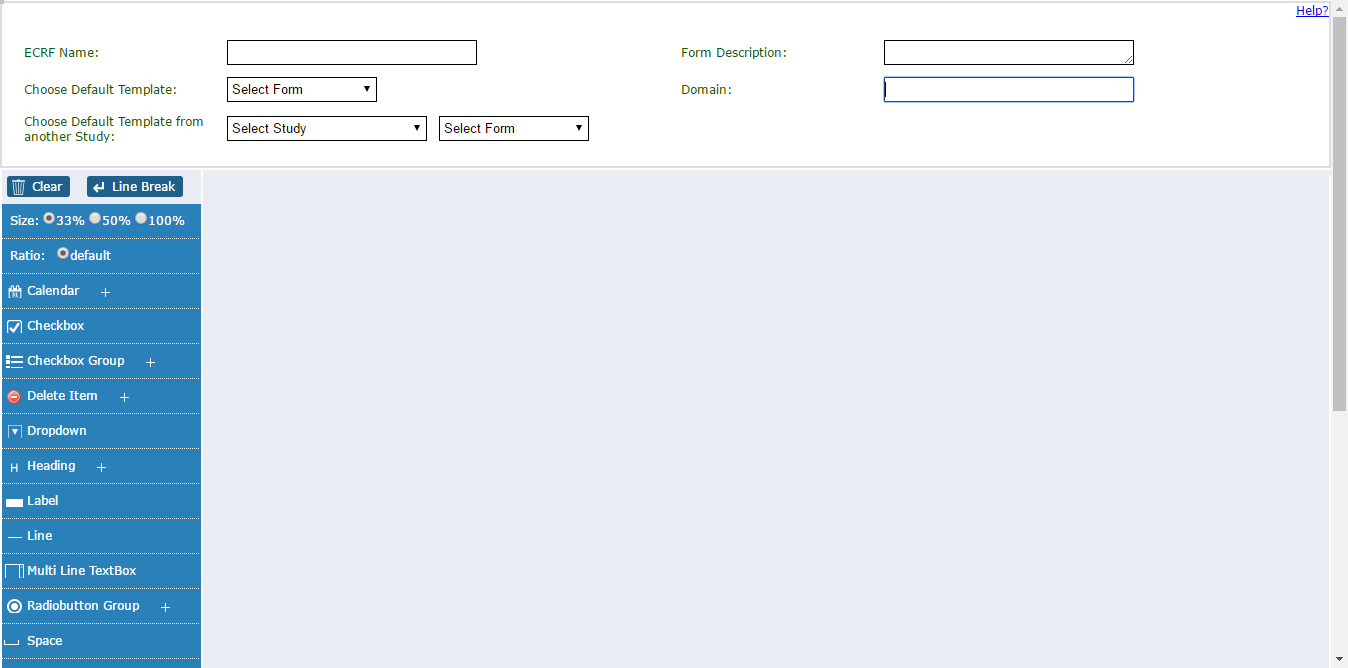 Help?
ECRF Name:
Form Description:
Choose Default Template:
Select Form
Domain:
Choose Default Template from
another Study:
Select Study
Select Form
Clear
Line Break
Size: 33% 50% 100%
Ratio: default
Calendar +
Checkbox
Checkbox Group +
Delete Item +
Dropdown
H Heading +
Label
Line
Multi Line TextBox
Radiobutton Group +
Space